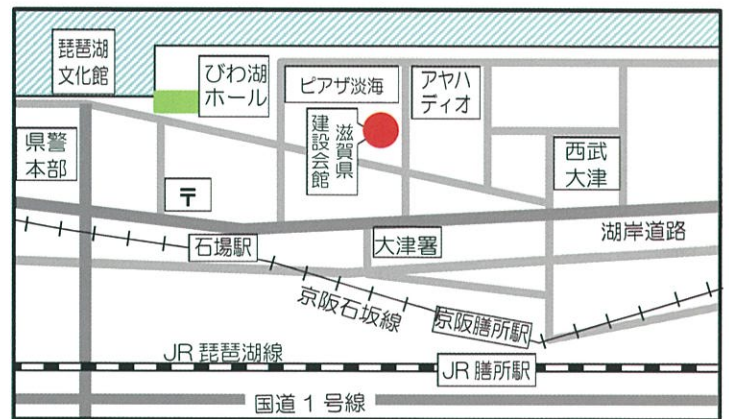 琵琶湖
文化館
びわ湖
ホール
ピアザ淡海
アヤハ
ディオ
滋賀県
建設会館
県警
本部
西武
大津
〒
石場駅
大津署
湖岸道路
京阪石坂線
京阪膳所駅
JR 琵琶湖線
JR 膳所駅
国道 1 号線